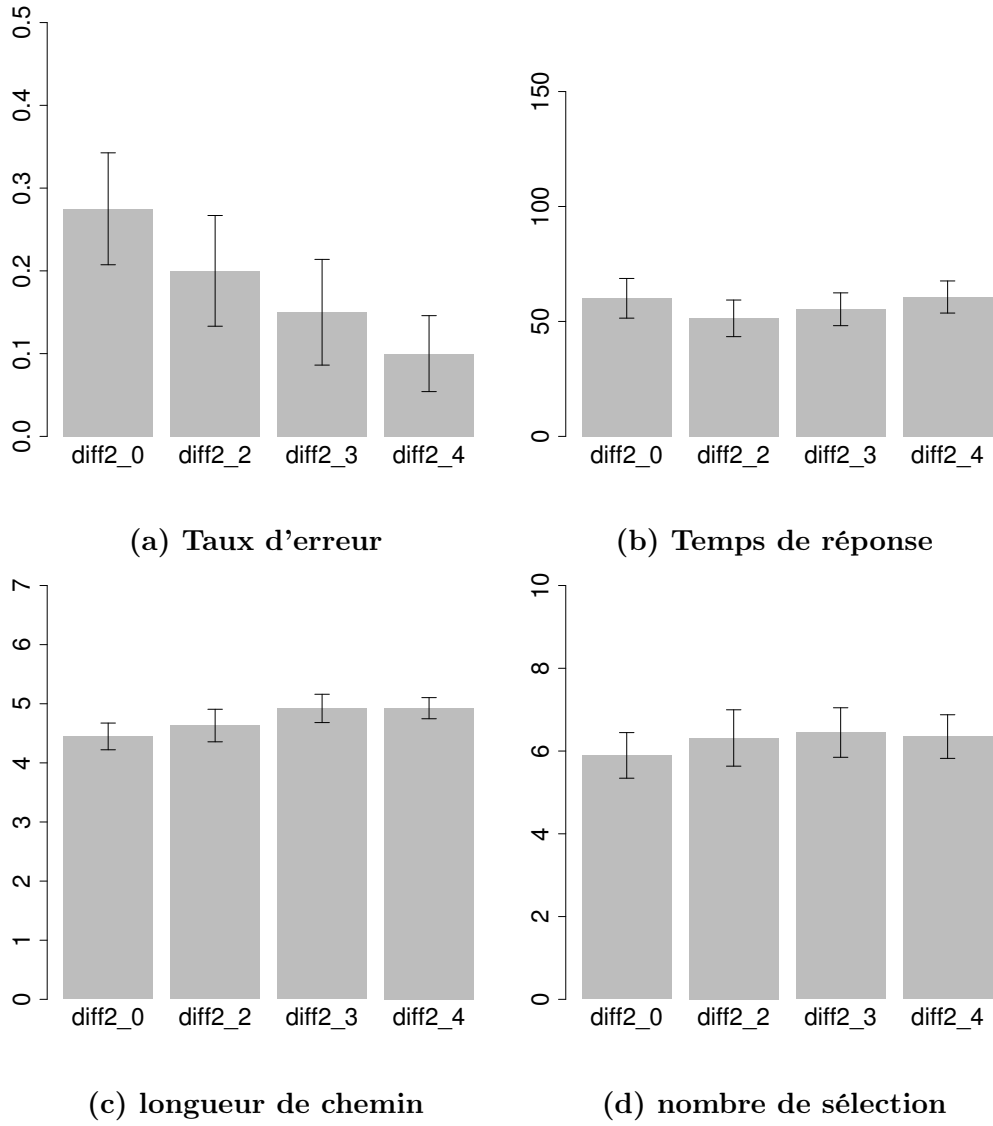 0.0 0.1 0.2 0.3 0.4 0.5
diff2_0 diff2_2 diff2_3 diff2_4
(a) Taux d'erreur
0 50 100 150
diff2_0 diff2_2 diff2_3 diff2_4
(b) Temps de réponse
0 1 2 3 4 5 6 7
diff2_0 diff2_2 diff2_3 diff2_4
(c) longueur de chemin
0 2 4 6 8 10
diff2_0 diff2_2 diff2_3 diff2_4
(d) nombre de sélection